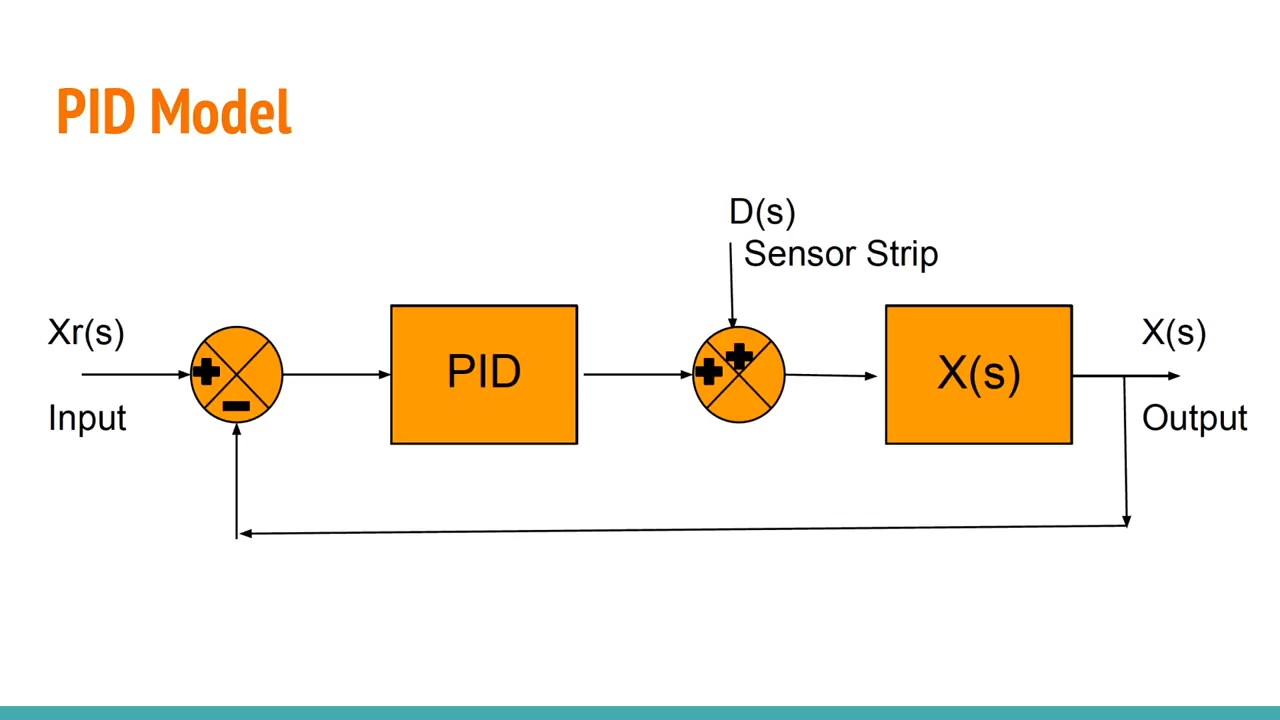 PID Model
D(s)
Sensor Strip
Xr(s)
Input
PID
X(s)
X(s)
Output